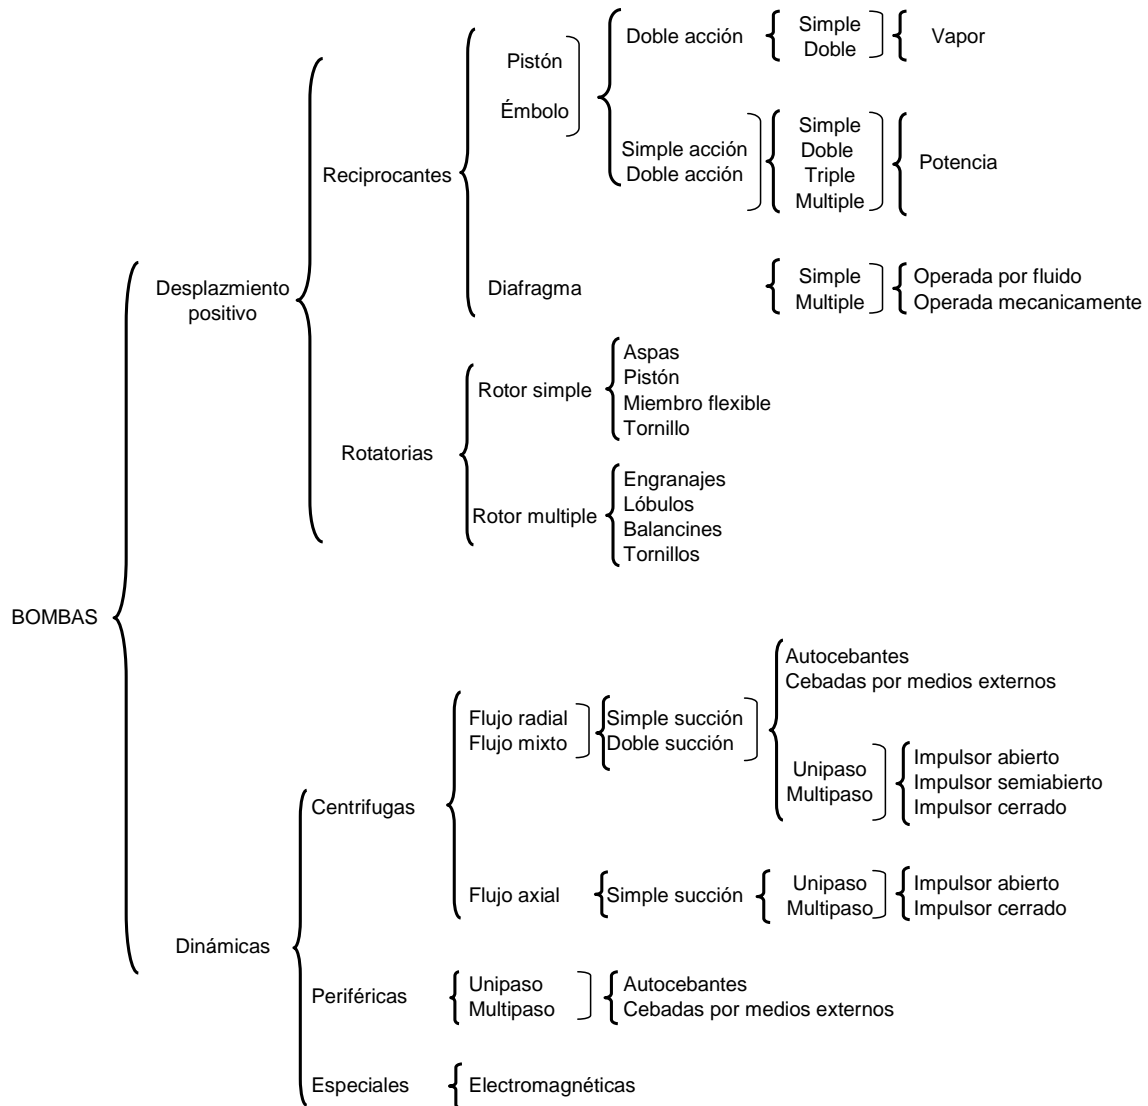 BOMBAS
Desplazmiento
positivo
Reciprocantes
Pistón
Émbolo
Doble acción
Simple
Doble
Vapor
Simple acción
Doble acción
Simple
Doble
Triple
Multiple
Potencia
Diafragma
Simple
Multiple
Operada por fluido
Operada mecanicamente
Rotatorias
Rotor simple
Aspas
Pistón
Miembro flexible
Tornillo
Rotor multiple
Engranajes
Lóbulos
Balancines
Tornillos
Dinámicas
Centrifugas
Flujo radial
Flujo mixto
Simple succión
Doble succión
Autocebantes
Cebadas por medios externos
Unipaso
Multipaso
Impulsor abierto
Impulsor semiabierto
Impulsor cerrado
Flujo axial
Simple succión
Unipaso
Multipaso
Impulsor abierto
Impulsor cerrado
Periféricas
Unipaso
Multipaso
Autocebantes
Cebadas por medios externos
Especiales
Electromagnéticas